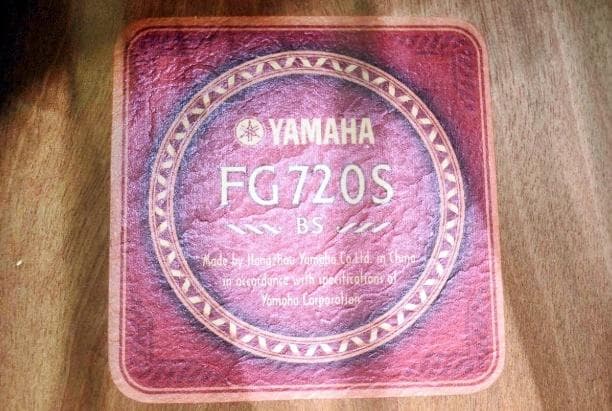 YAMAHA
FG720S
BS
Made by Hangzhou Yamaha Co.Ltd. in China
in accordance with specifications of
Yamaha Corporation